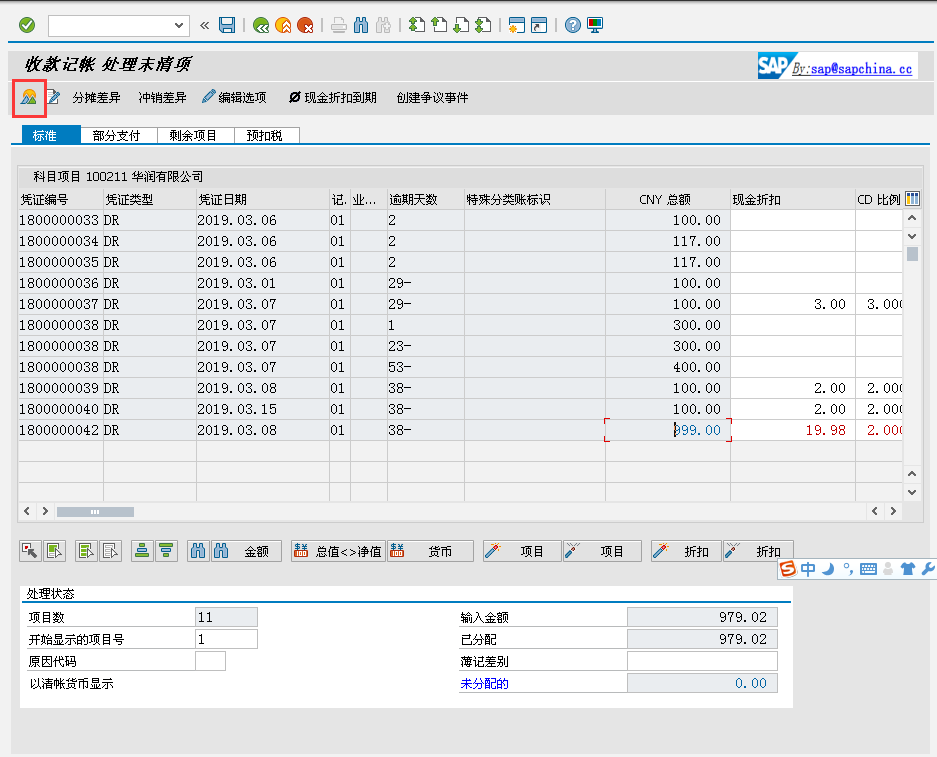 收款记帐 处理未清项
SAP By:sap@sapchina.cc
分摊差异 冲销差异 编辑选项 现金折扣到期 创建争议事件
标准 部分支付 剩余项目 预扣税
科目项目 100211 华润有限公司
凭证编号 凭证类型 凭证日期 记. 业... 逾期天数 特殊分类账标识 CNY 总额 现金折扣 CD 比例
1800000033 DR 2019.03.06 01 2 100.00
1800000034 DR 2019.03.06 01 2 117.00
1800000035 DR 2019.03.06 01 2 117.00
1800000036 DR 2019.03.01 01 29- 100.00
1800000037 DR 2019.03.07 01 29- 100.00 3.00 3.000
1800000038 DR 2019.03.07 01 1 300.00
1800000038 DR 2019.03.07 01 23- 300.00
1800000038 DR 2019.03.07 01 53- 400.00
1800000039 DR 2019.03.08 01 38- 100.00 2.00 2.000
1800000040 DR 2019.03.15 01 38- 100.00 2.00 2.000
1800000042 DR 2019.03.08 01 38- 999.00 19.98 2.000
金额 总值<>净值 货币 项目 项目 折扣 折扣
中
处理状态
项目数 11 输入金额 979.02
开始显示的项目号 1 已分配 979.02
原因代码 薄记差别
以清帐货币显示 未分配的 0.00